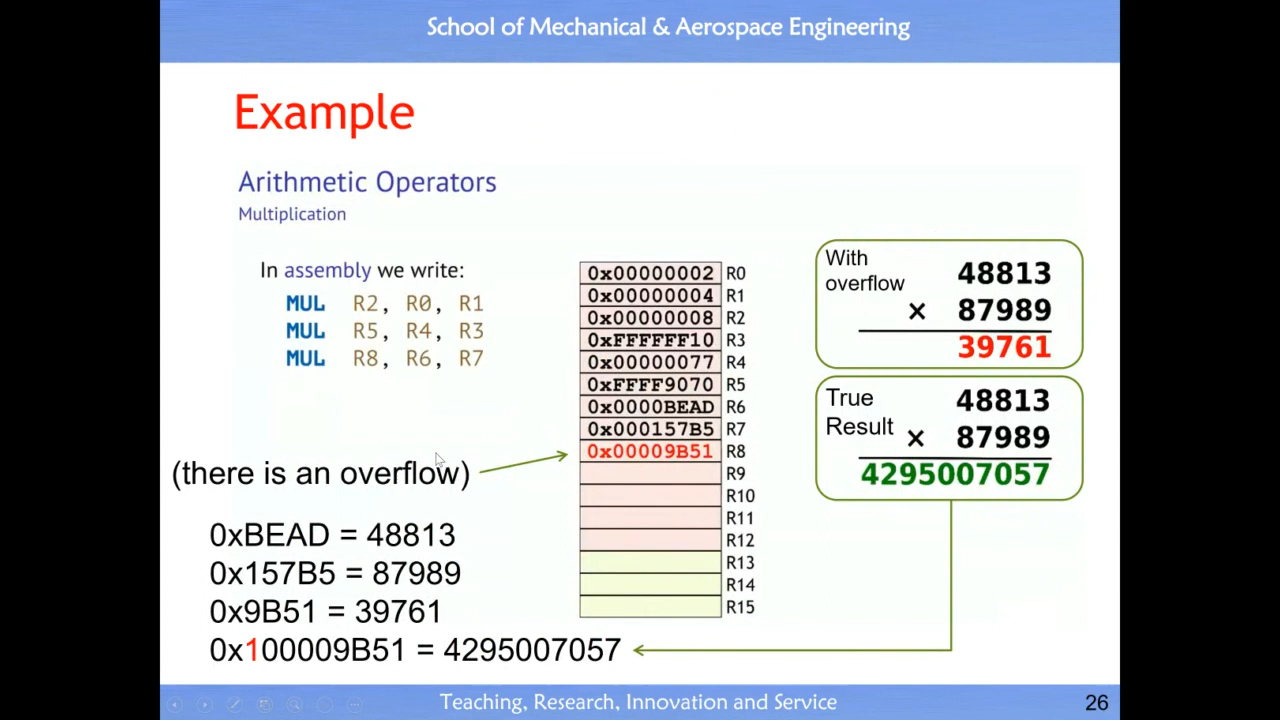 School of Mechanical & Aerospace Engineering
Example
Arithmetic Operators
Multiplication
In assembly we write:
MUL R2, R0, R1
MUL R5, R4, R3
MUL R8, R6, R7
0x00000002 R0
0x00000004 R1
0x00000008 R2
0xFFFFFF10 R3
0x00000077 R4
0xFFFF9070 R5
0x0000BEAD R6
0x000157B5 R7
0x00009B51 R8
R9
R10
R11
R12
R13
R14
R15
With
overflow
48813
× 87989
39761
True
Result
48813
× 87989
4295007057
(there is an overflow)
0xBEAD = 48813
0x157B5 = 87989
0x9B51 = 39761
0x100009B51 = 4295007057
Teaching, Research, Innovation and Service
26